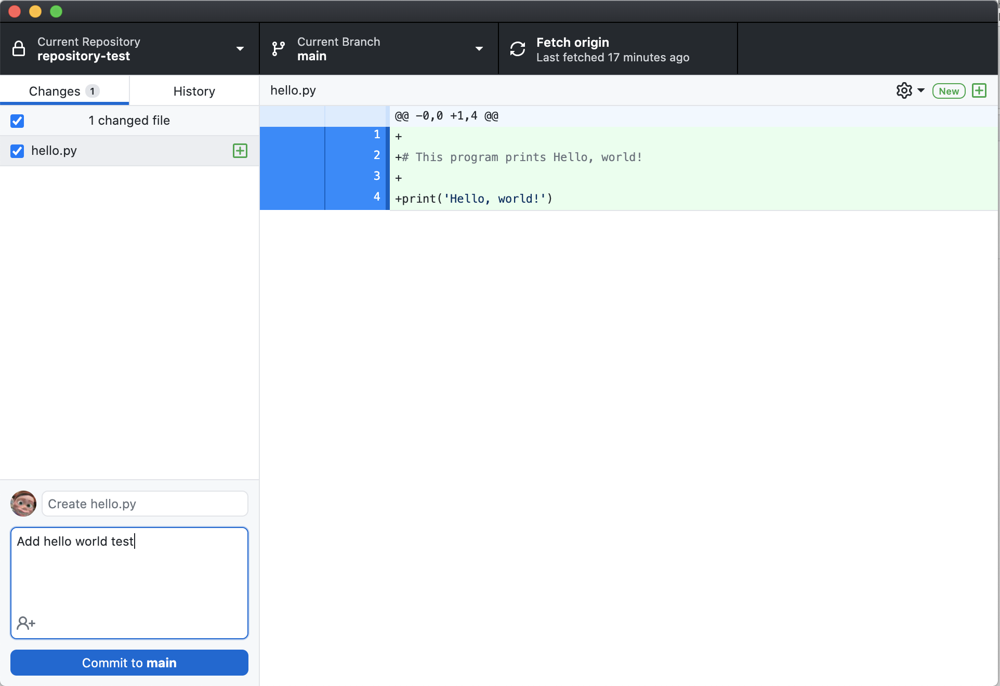 Current Repository
repository-test
Current Branch
main
Fetch origin
Last fetched 17 minutes ago
Changes 1
History
1 changed file
hello.py
hello.py
New
@@ -0,0 +1,4 @@
1 +
2 +# This program prints Hello, world!
3 +
4 +print('Hello, world!')
Create hello.py
Add hello world test
Commit to main